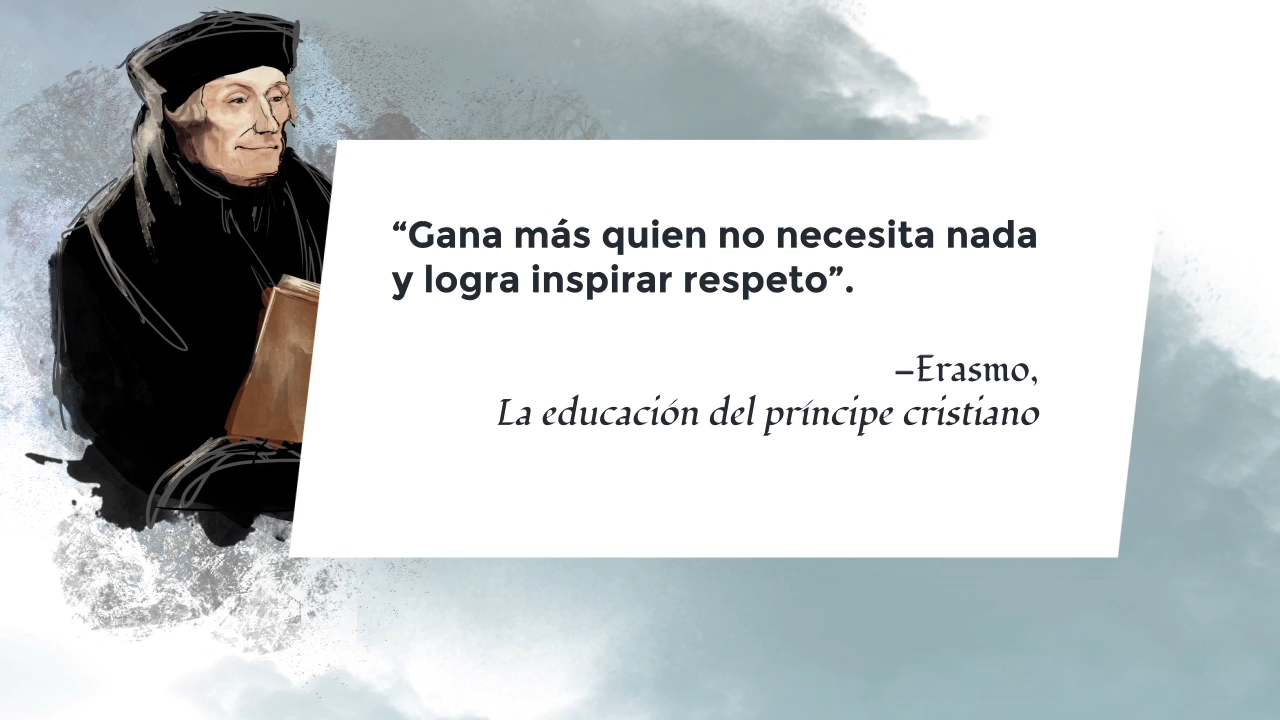 “Gana más quien no necesita nada
y logra inspirar respeto”.
–Erasmo,
La educación del príncipe cristiano